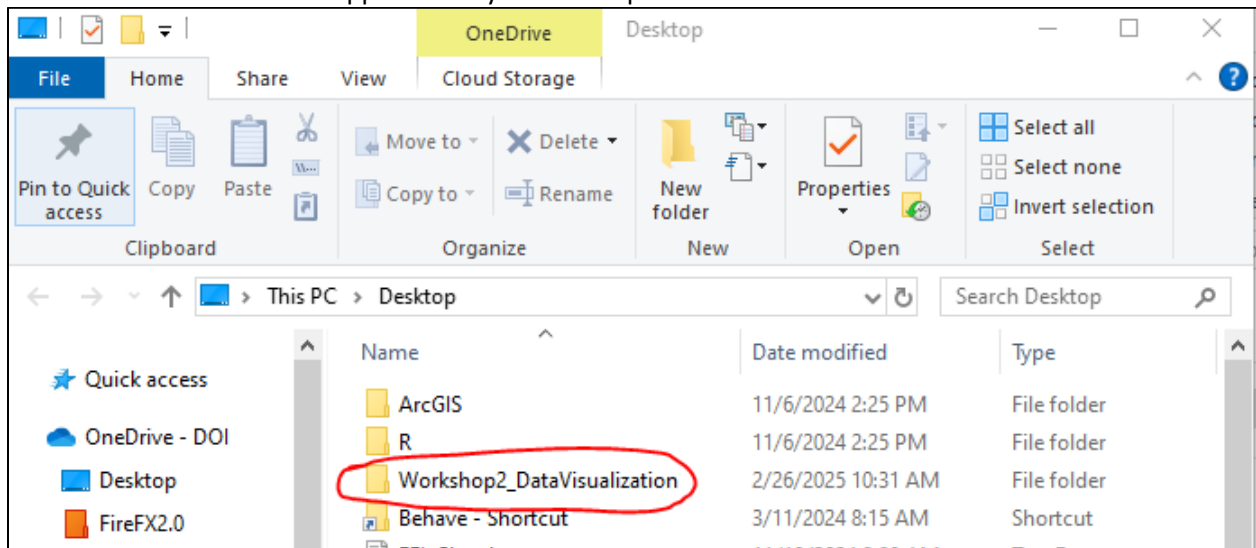 OneDrive Desktop
File Home Share View Cloud Storage
Pin to Quick access
Copy
Paste
Clipboard
Move to
Copy to
Delete
Rename
Organize
New folder
New
Properties
Open
Select all
Select none
Invert selection
Select
This PC > Desktop
Search Desktop
Quick access
OneDrive - DOI
Desktop
FireFX2.0
Name Date modified Type
ArcGIS 11/6/2024 2:25 PM File folder
R 11/6/2024 2:25 PM File folder
Workshop2_DataVisualization 2/26/2025 10:31 AM File folder
Behave - Shortcut 3/11/2024 8:15 AM Shortcut